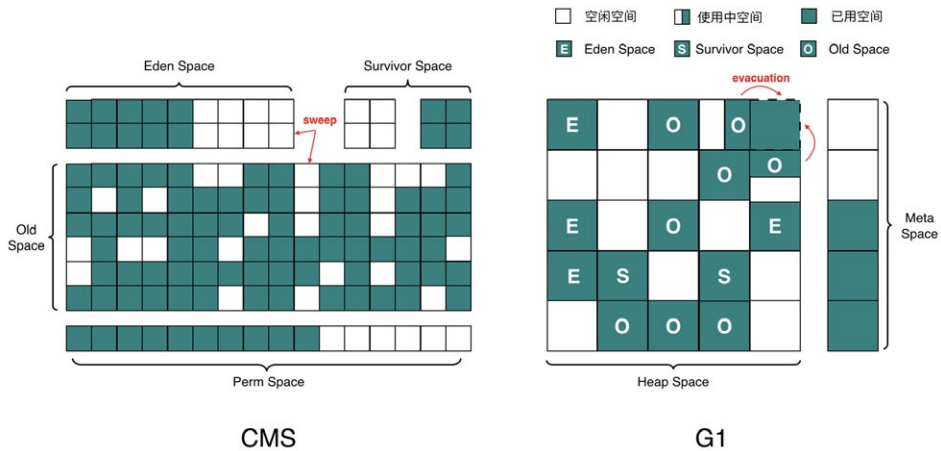 空闲空间
使用中空间
已用空间
E Eden Space
S Survivor Space
O Old Space
Eden Space
Survivor Space
sweep
Old
Space
Perm Space
CMS
evacuation
E O O
O O
E O E
E S S
O O O
Meta
Space
Heap Space
G1